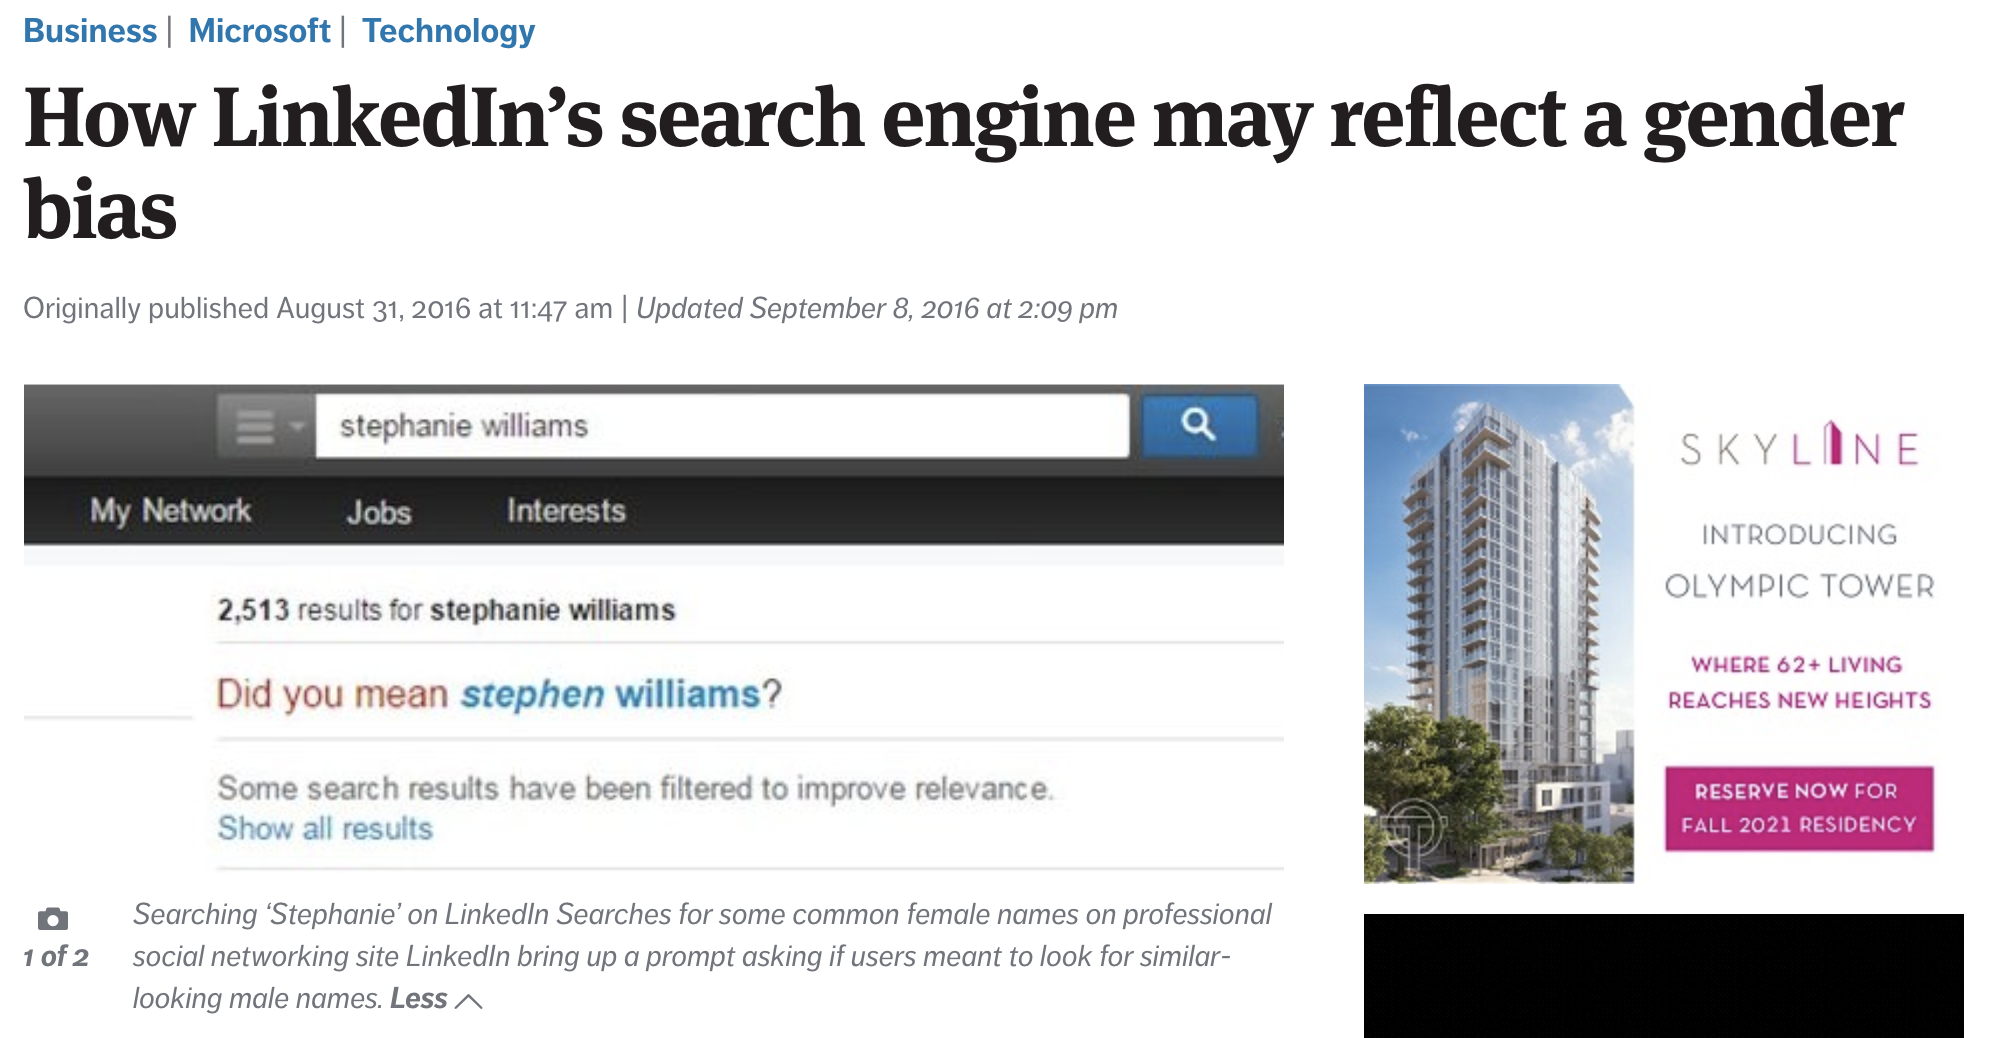 Business | Microsoft | Technology
How LinkedIn’s search engine may reflect a gender
bias
Originally published August 31, 2016 at 11:47 am | Updated September 8, 2016 at 2:09 pm
stephanie williams
My Network Jobs Interests
2,513 results for stephanie williams
Did you mean stephen williams?
Some search results have been filtered to improve relevance.
Show all results
1 of 2
Searching ‘Stephanie’ on LinkedIn Searches for some common female names on professional
social networking site LinkedIn bring up a prompt asking if users meant to look for similar-
looking male names. Less
SKYLINE
INTRODUCING
OLYMPIC TOWER
WHERE 62+ LIVING
REACHES NEW HEIGHTS
RESERVE NOW FOR
FALL 2021 RESIDENCY